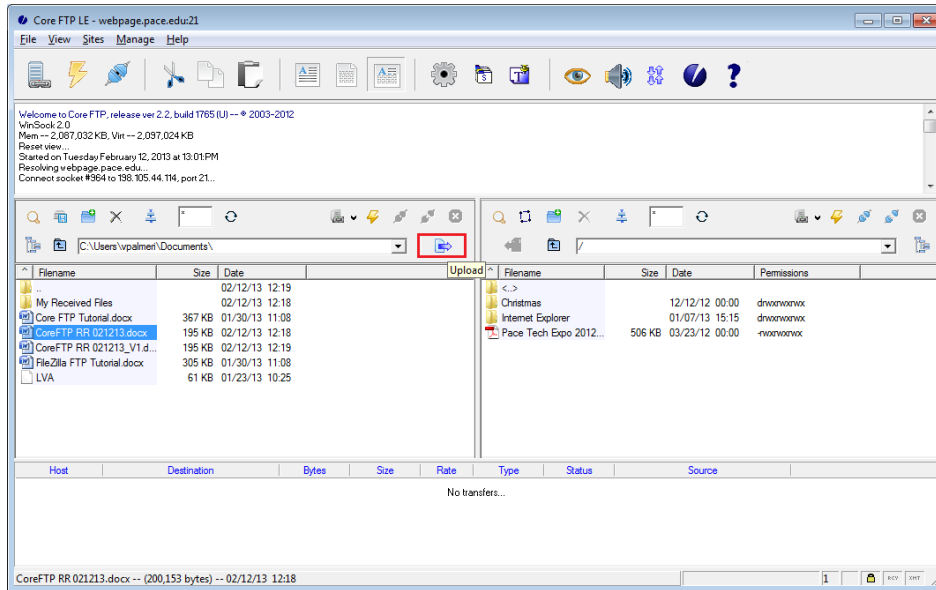 Core FTP LE - webpage.pace.edu:21
File View Sites Manage Help
Welcome to Core FTP, release ver 2.2, build 1765 (U) -- © 2003-2012
WinSock 2.0
Mem -- 2,087,032 KB, Virt -- 2,097,024 KB
Reset view...
Started on Tuesday February 12, 2013 at 13:01:PM
Resolving webpage.pace.edu...
Connect socket #964 to 198.105.44.114, port 21...
* *
C:\Users\vpalmeri\Documents\ /
Upload
^ Filename Size Date ^ Filename Size Date Permissions
.. 02/12/13 12:19 <..>
My Received Files 02/12/13 12:18 Christmas 12/12/12 00:00 drwxrwxrwx
Core FTP Tutorial.docx 367 KB 01/30/13 11:08 Internet Explorer 01/07/13 15:15 drwxrwxrwx
CoreFTP RR 021213.docx 195 KB 02/12/13 12:18 Pace Tech Expo 2012... 506 KB 03/23/12 00:00 -rwxrwxrwx
CoreFTP RR 021213_V1.d... 195 KB 02/12/13 12:19
FileZilla FTP Tutorial.docx 305 KB 01/30/13 11:08
LVA 61 KB 01/23/13 10:25
Host Destination Bytes Size Rate Type Status Source
No transfers...
CoreFTP RR 021213.docx -- (200,153 bytes) -- 02/12/13 12:18 1 RCV XMT